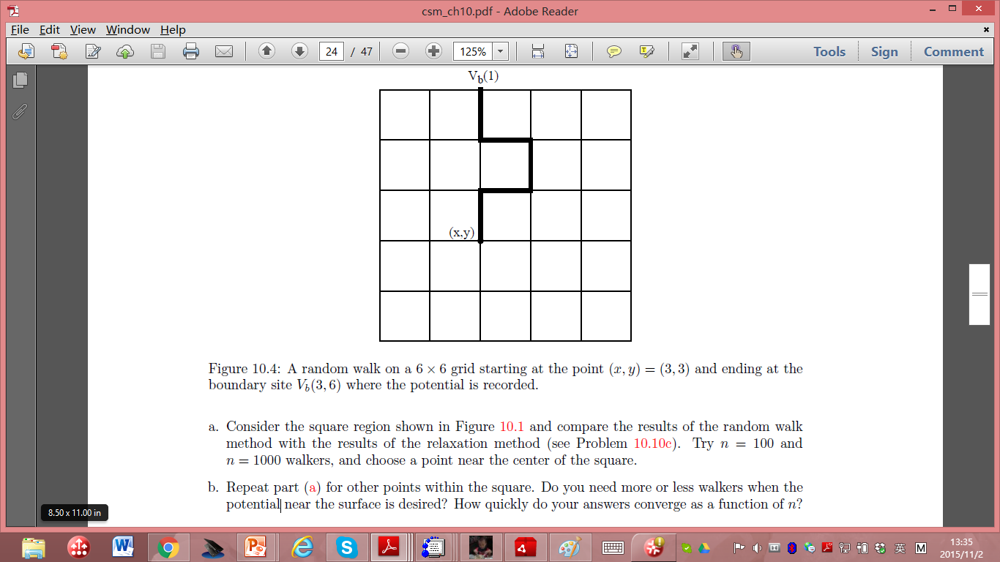 csm_ch10.pdf - Adobe Reader
File Edit View Window Help
24 / 47 125% Tools Sign Comment
Vb(1)
(x,y)
Figure 10.4: A random walk on a 6 × 6 grid starting at the point (x, y) = (3, 3) and ending at the
boundary site Vb(3, 6) where the potential is recorded.
a. Consider the square region shown in Figure 10.1 and compare the results of the random walk
method with the results of the relaxation method (see Problem 10.10c). Try n = 100 and
n = 1000 walkers, and choose a point near the center of the square.
b. Repeat part (a) for other points within the square. Do you need more or less walkers when the
potential near the surface is desired? How quickly do your answers converge as a function of n?
8.50 x 11.00 in
英 M
13:35
2015/11/2